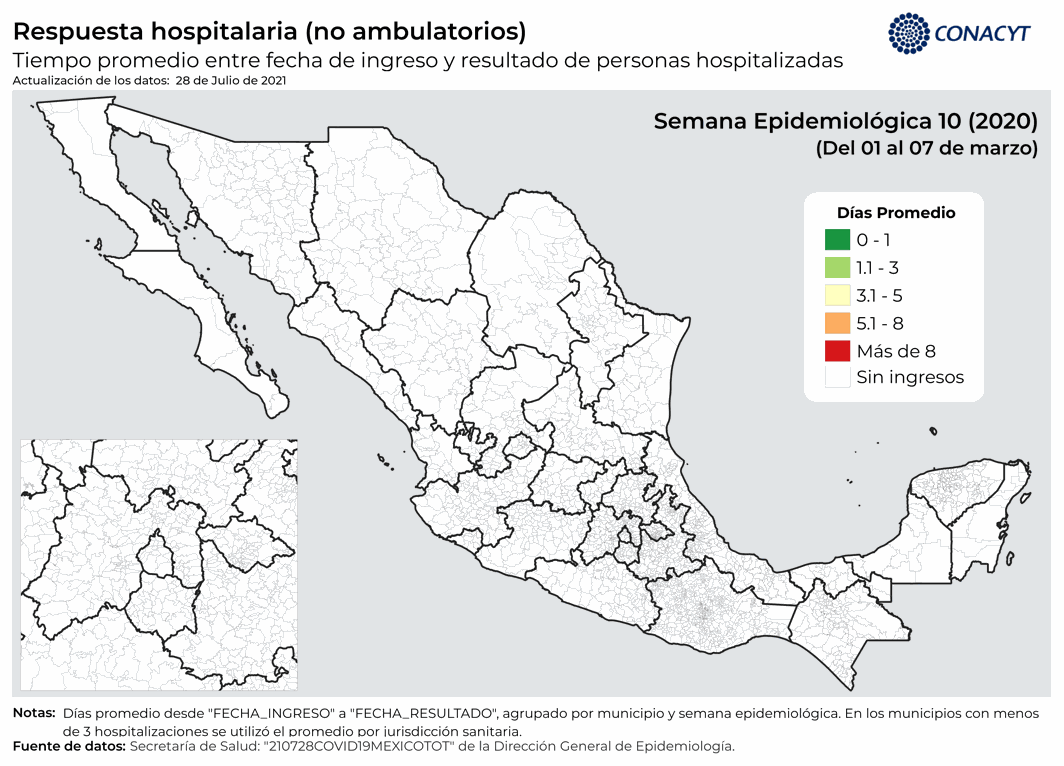 Respuesta hospitalaria (no ambulatorios)
Tiempo promedio entre fecha de ingreso y resultado de personas hospitalizadas
Actualización de los datos: 28 de Julio de 2021
CONACYT
Semana Epidemiológica 10 (2020)
(Del 01 al 07 de marzo)
Días Promedio
0 - 1
1.1 - 3
3.1 - 5
5.1 - 8
Más de 8
Sin ingresos
Notas: Días promedio desde "FECHA_INGRESO" a "FECHA_RESULTADO", agrupado por municipio y semana epidemiológica. En los municipios con menos
de 3 hospitalizaciones se utilizó el promedio por jurisdicción sanitaria.
Fuente de datos: Secretaría de Salud: "210728COVID19MEXICOTOT" de la Dirección General de Epidemiología.